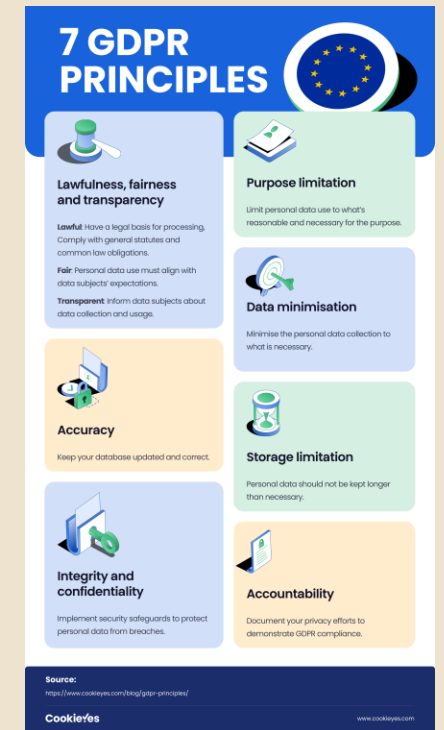 7 GDPR
PRINCIPLES
Lawfulness, fairness
and transparency
Lawful: Have a legal basis for processing,
Comply with general statutes and
common law obligations.
Fair: Personal data use must align with
data subjects' expectations.
Transparent: Inform data subjects about
data collection and usage.
Purpose limitation
Limit personal data use to what's
reasonable and necessary for the purpose.
Data minimisation
Minimise the personal data collection to
what is necessary.
Accuracy
Keep your database updated and correct.
Storage limitation
Personal data should not be kept longer
than necessary.
Integrity and
confidentiality
Implement security safeguards to protect
personal data from breaches.
Accountability
Document your privacy efforts to
demonstrate GDPR compliance.
Source:
https://www.cookieyes.com/blog/gdpr-principles/
CookieYes
www.cookieyes.com